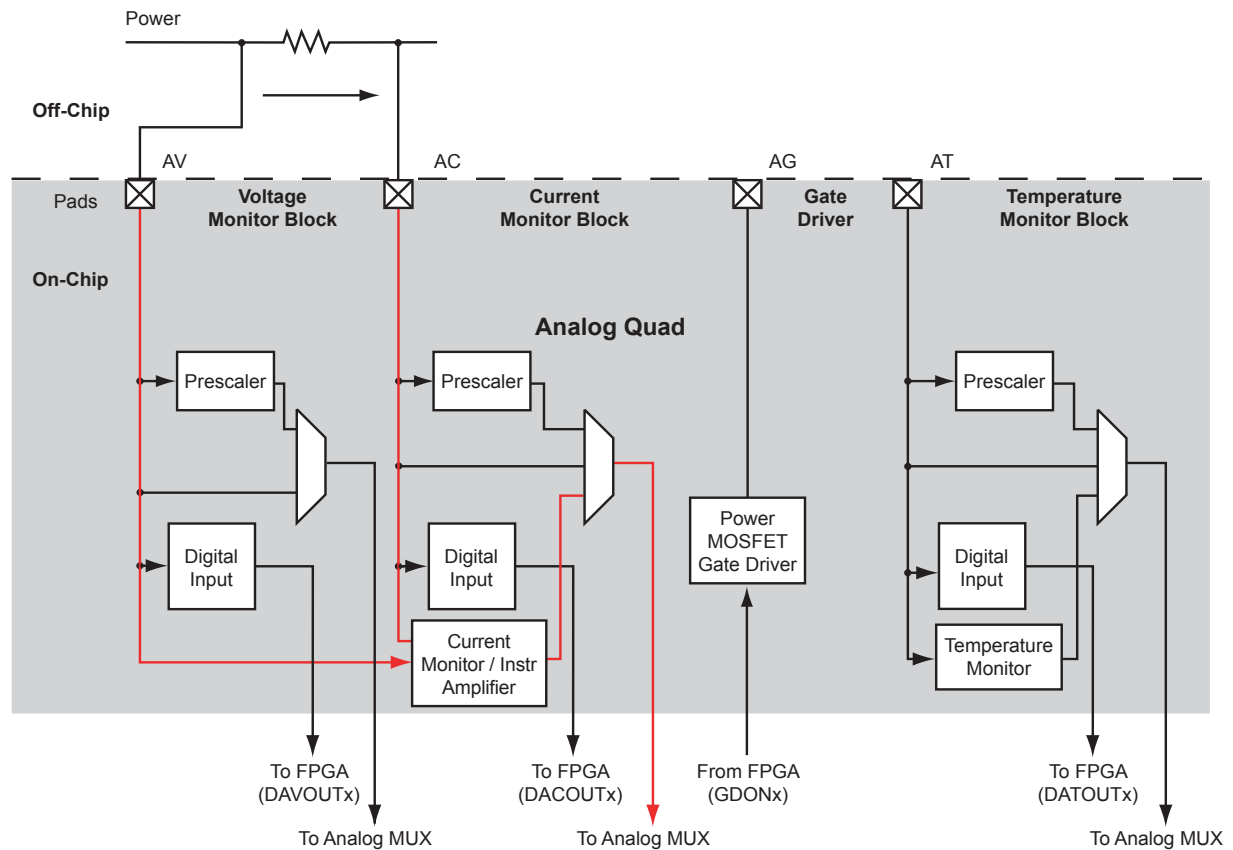 Power
Off-Chip
AV
AC
AG
AT
Pads
Voltage
Monitor Block
Current
Monitor Block
Gate
Driver
Temperature
Monitor Block
On-Chip
Analog Quad
Prescaler
Prescaler
Prescaler
Power
MOSFET
Gate Driver
Digital
Input
Digital
Input
Digital
Input
Current
Monitor / Instr
Amplifier
Temperature
Monitor
To FPGA
(DAVOUTx)
To FPGA
(DACOUTx)
From FPGA
(GDONx)
To FPGA
(DATOUTx)
To Analog MUX
To Analog MUX
To Analog MUX